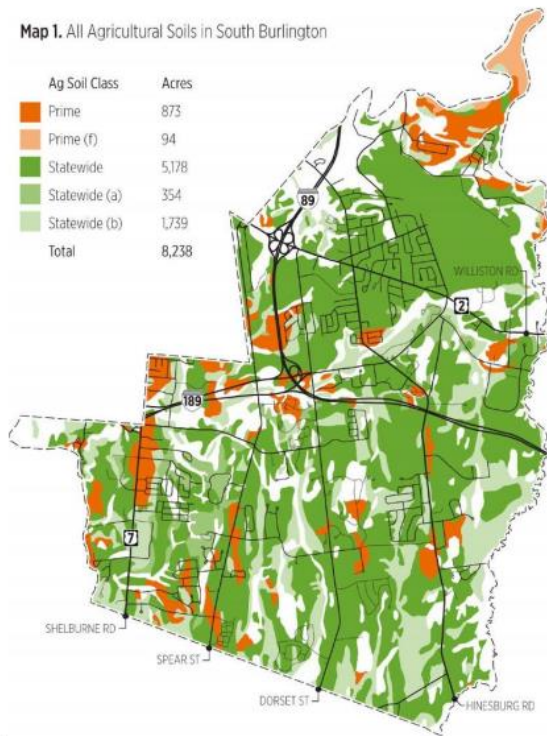 Map 1. All Agricultural Soils in South Burlington
Ag Soil Class Acres
Prime 873
Prime (f) 94
Statewide 5,178
Statewide (a) 354
Statewide (b) 1,739
Total 8,238
89
WILLISTON RD
2
189
7
SHELBURNE RD
SPEAR ST
DORSET ST
HINESBURG RD